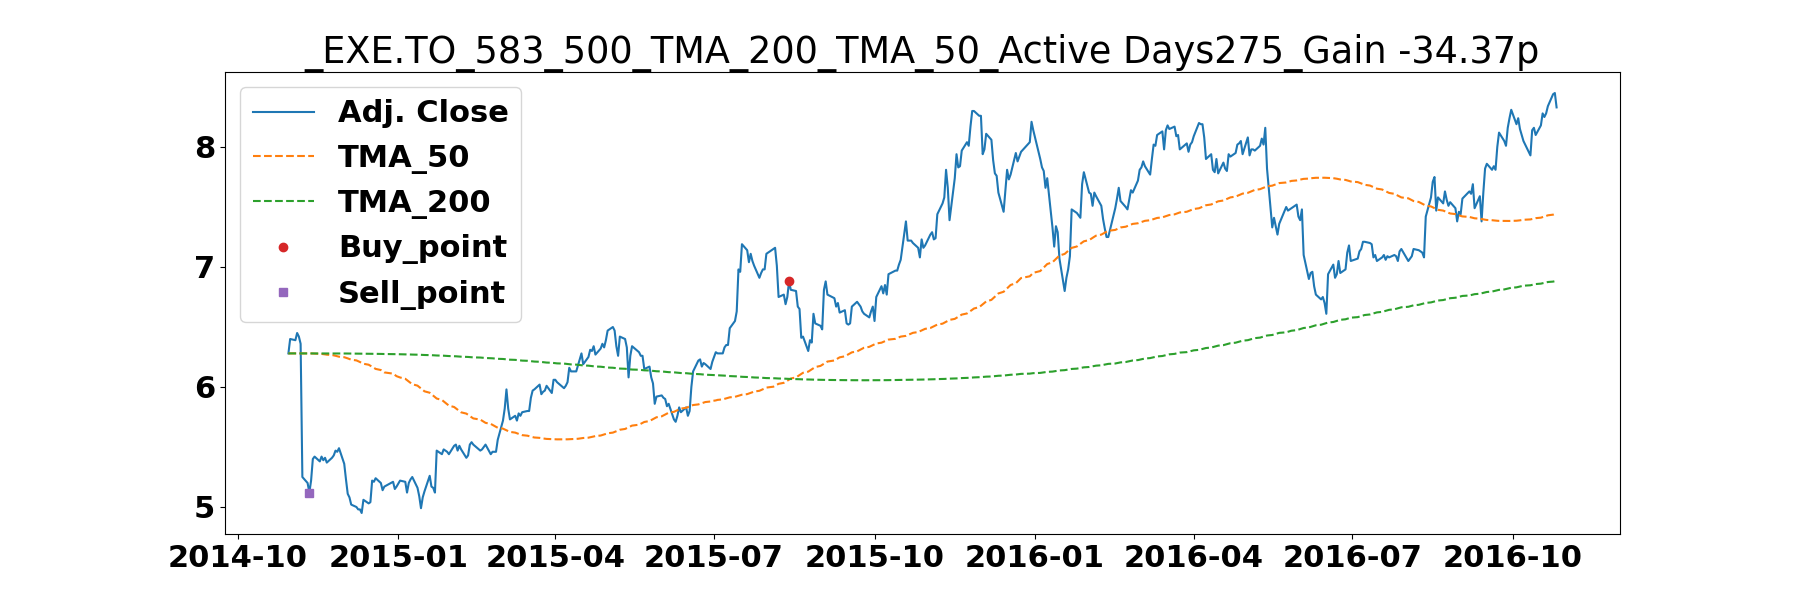 _EXE.TO_583_500_TMA_200_TMA_50_Active Days275_Gain -34.37p
Adj. Close
TMA_50
TMA_200
Buy_point
Sell_point
8
7
6
5
2014-10 2015-01 2015-04 2015-07 2015-10 2016-01 2016-04 2016-07 2016-10